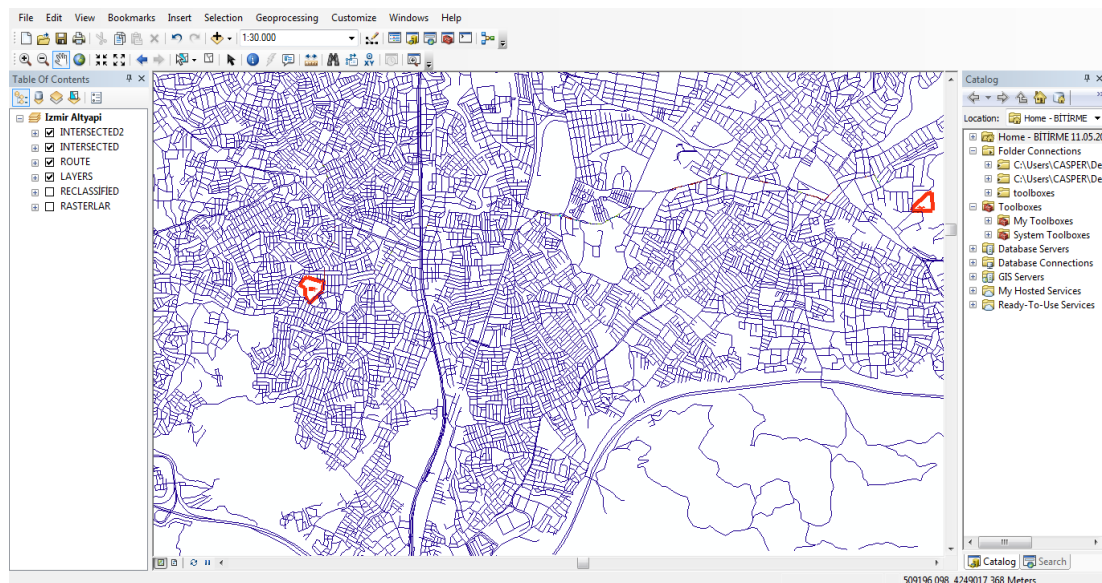 File Edit View Bookmarks Insert Selection Geoprocessing Customize Windows Help
1:30.000
Table Of Contents
Izmir Altyapi
INTERSECTED2
INTERSECTED
ROUTE
LAYERS
RECLASSİFİED
RASTERLAR
Catalog
Location: Home - BİTİRME
Home - BİTİRME 11.05.20
Folder Connections
C:\Users\CASPER\De
C:\Users\CASPER\De
toolboxes
Toolboxes
My Toolboxes
System Toolboxes
Database Servers
Database Connections
GIS Servers
My Hosted Services
Ready-To-Use Services
Catalog Search
509196,098 4249017,368 Meters